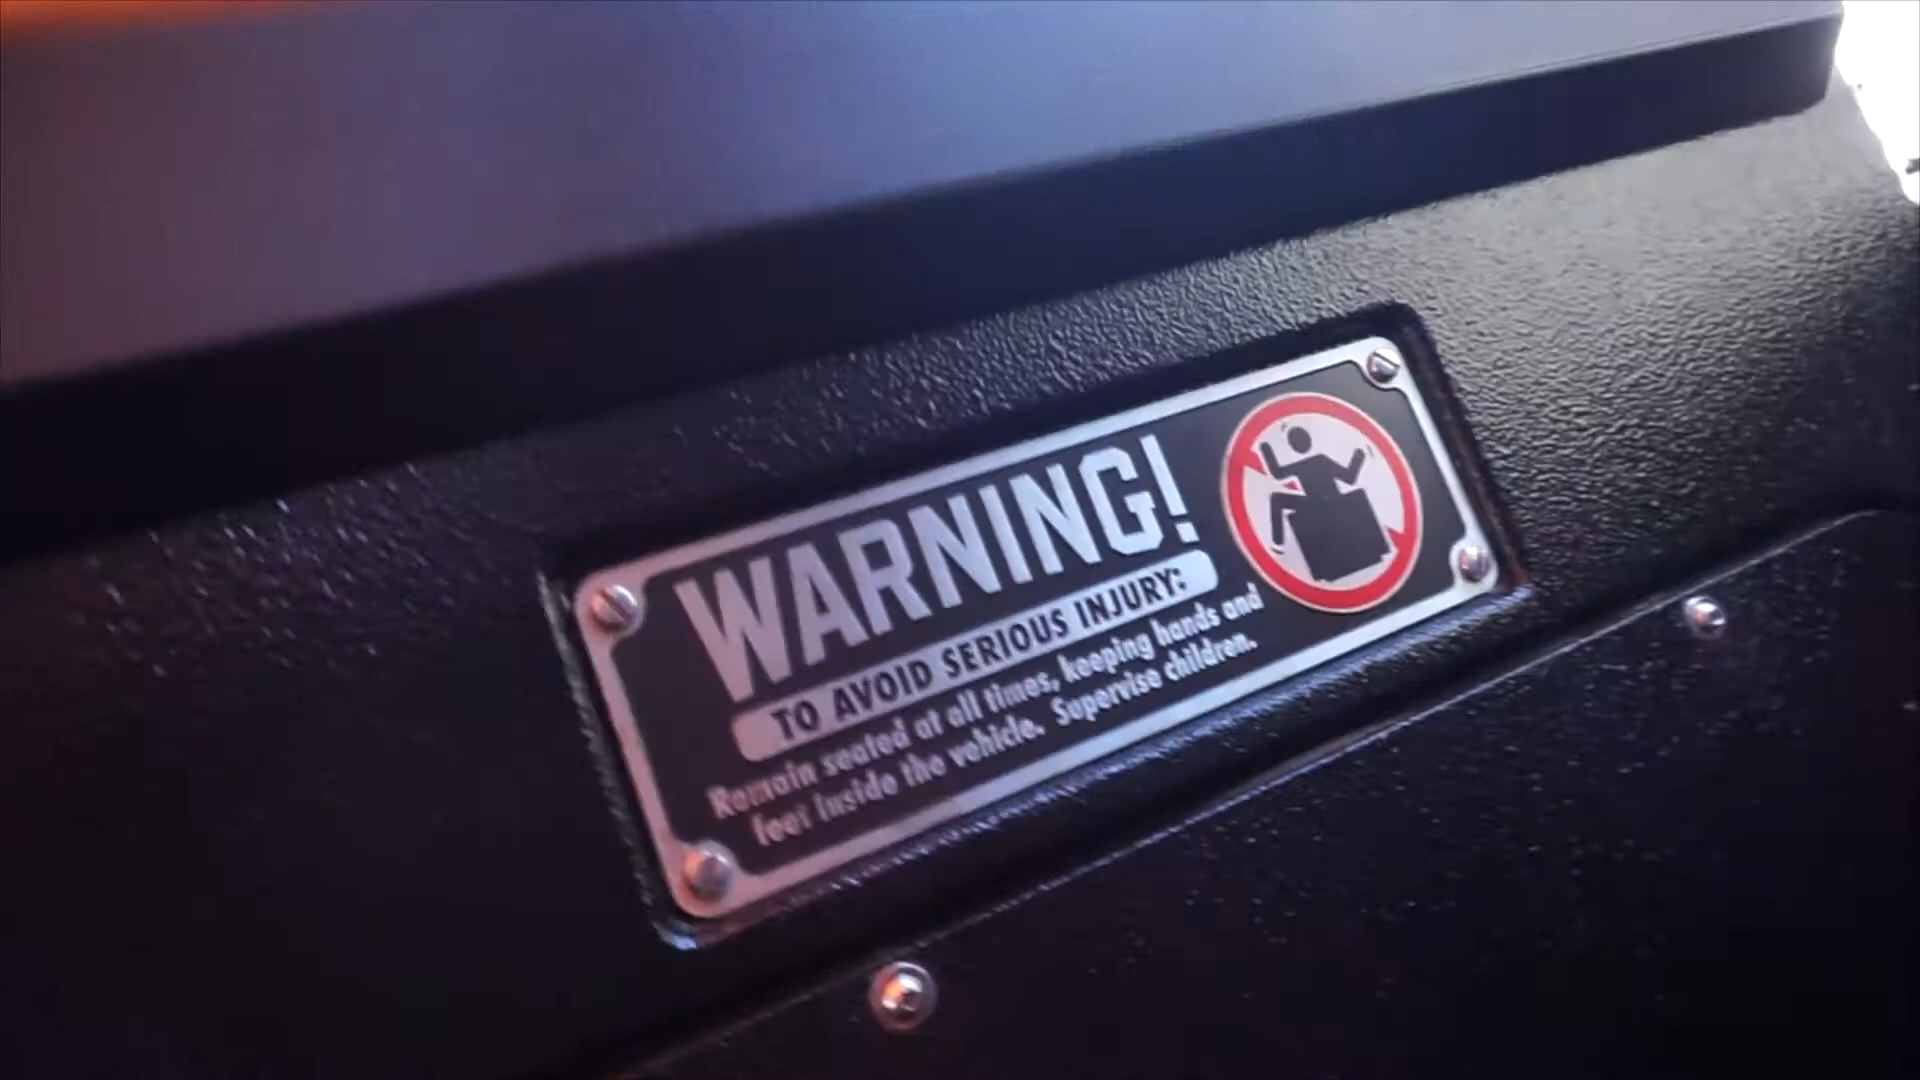 WARNING!
TO AVOID SERIOUS INJURY:
Remain seated at all times, keeping hands and
feet inside the vehicle. Supervise children.